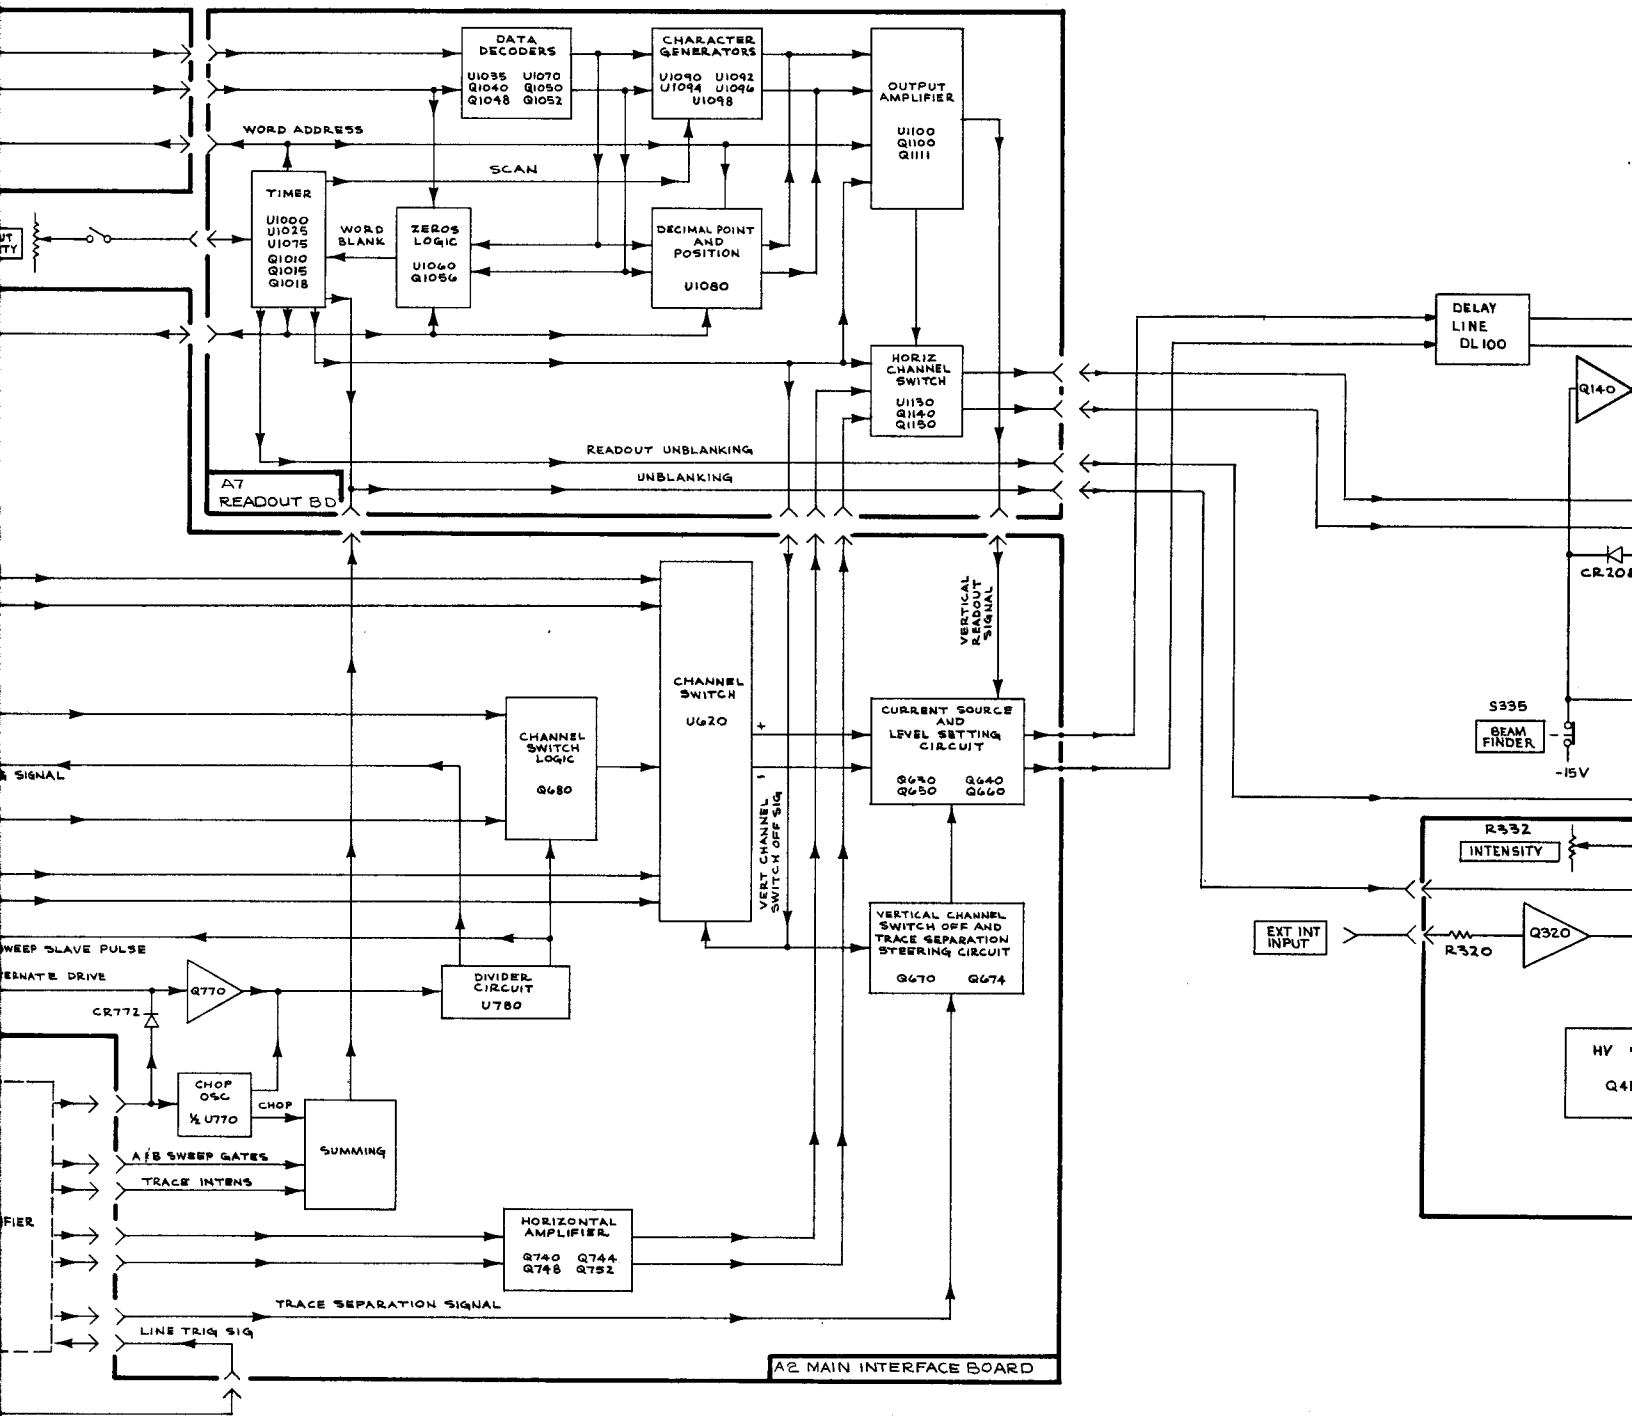 DATA
DECODERS
U1035 U1070
Q1040 Q1050
Q1048 Q1052
CHARACTER
GENERATORS
U1090 U1092
U1094 U1096
U1098
OUTPUT
AMPLIFIER
U1100
Q1100
Q1111
WORD ADDRESS
SCAN
TIMER
U1000
U1025
U1075
Q1010
Q1015
Q1018
WORD
BLANK
ZEROS
LOGIC
U1060
Q1056
DECIMAL POINT
AND
POSITION
U1080
UT
TY
HORIZ
CHANNEL
SWITCH
U1130
Q1140
Q1150
DELAY
LINE
DL100
Q140
READOUT UNBLANKING
UNBLANKING
A7
READOUT BD
CR208
VERTICAL
READOUT
SIGNAL
CHANNEL
SWITCH
U620
+
-
CHANNEL
SWITCH
LOGIC
Q680
CURRENT SOURCE
AND
LEVEL SETTING
CIRCUIT
Q630 Q640
Q650 Q660
S335
BEAM
FINDER
-15V
SIGNAL
VERT CHANNEL
SWITCH OFF SIG
R332
INTENSITY
VERTICAL CHANNEL
SWITCH OFF AND
TRACE SEPARATION
STEERING CIRCUIT
Q670 Q674
EXT INT
INPUT
R320
Q320
WEEP SLAVE PULSE
ERNATE DRIVE
Q770
CR772
DIVIDER
CIRCUIT
U780
HV
Q4
CHOP
OSC
½ U770
CHOP
SUMMING
A/B SWEEP GATES
TRACE INTENS
FIER
HORIZONTAL
AMPLIFIER
Q740 Q744
Q748 Q752
TRACE SEPARATION SIGNAL
LINE TRIG SIG
A2 MAIN INTERFACE BOARD